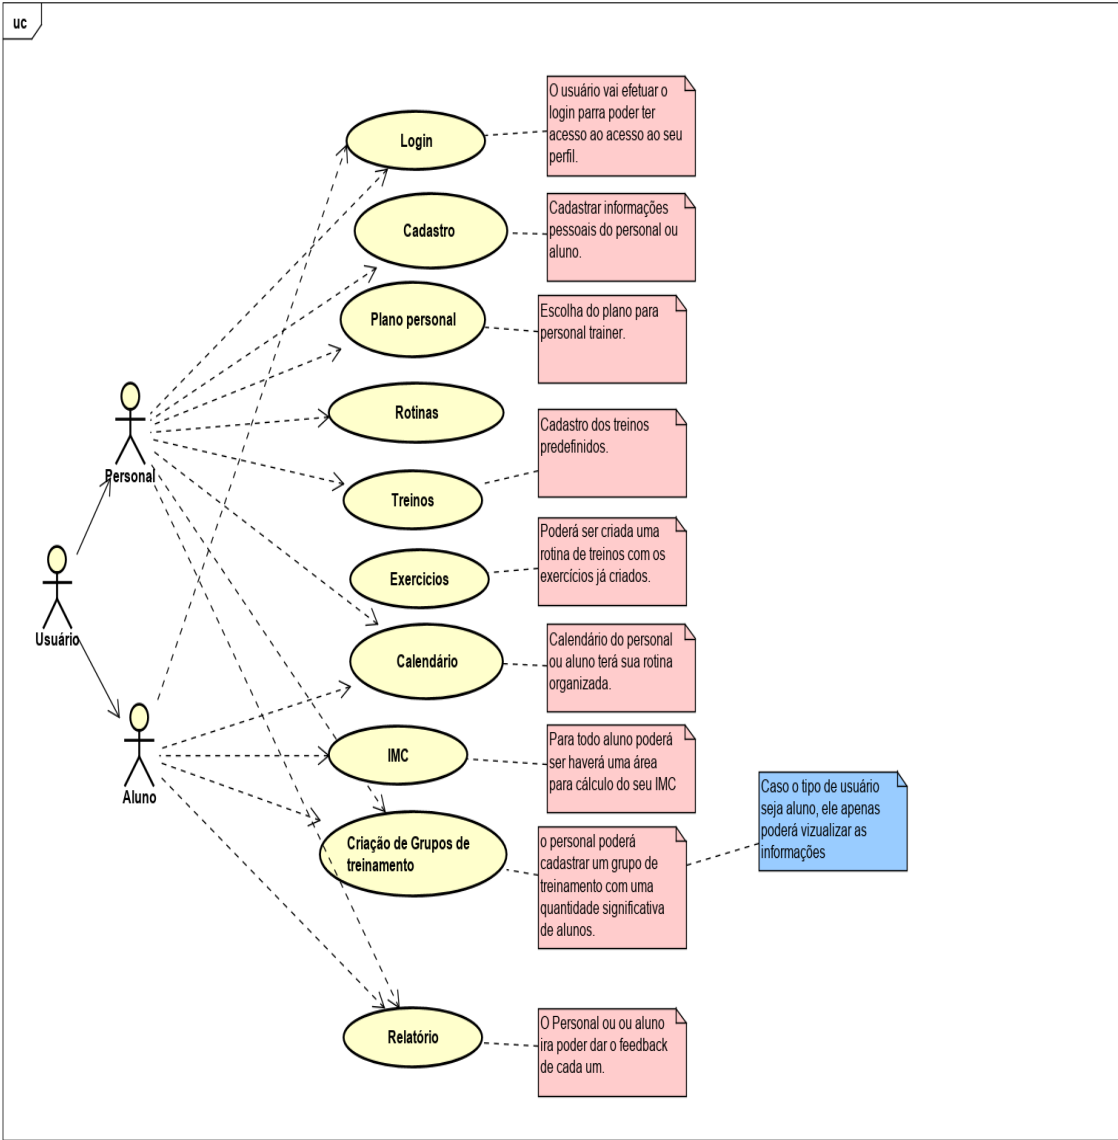 uc
Login
O usuário vai efetuar o
login parra poder ter
acesso ao acesso ao seu
perfil.
Cadastro
Cadastrar informações
pessoais do personal ou
aluno.
Plano personal
Escolha do plano para
personal trainer.
Rotinas
Personal
Cadastro dos treinos
predefinidos.
Treinos
Poderá ser criada uma
rotina de treinos com os
exercícios já criados.
Exercicios
Usuário
Calendário
Calendário do personal
ou aluno terá sua rotina
organizada.
Aluno
IMC
Para todo aluno poderá
ser haverá uma área
para cálculo do seu IMC
Caso o tipo de usuário
seja aluno, ele apenas
poderá vizualizar as
informações
Criação de Grupos de
treinamento
o personal poderá
cadastrar um grupo de
treinamento com uma
quantidade significativa
de alunos.
Relatório
O Personal ou ou aluno
ira poder dar o feedback
de cada um.